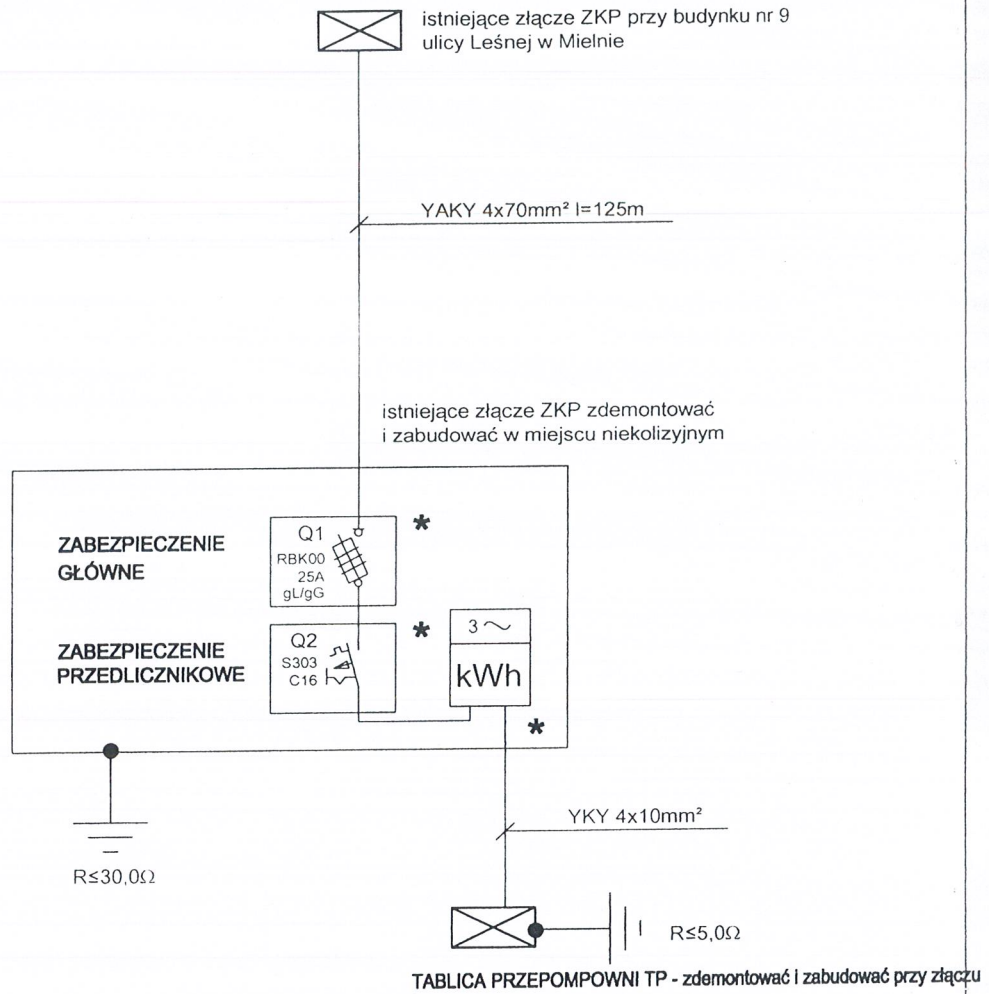 istniejące złącze ZKP przy budynku nr 9
ulicy Leśnej w Mielnie
YAKY 4x70mm² l=125m
istniejące złącze ZKP zdemontować
i zabudować w miejscu niekolizyjnym
ZABEZPIECZENIE
GŁÓWNE
Q1
RBK00
25A
gL/gG
*
ZABEZPIECZENIE
PRZEDLICZNIKOWE
Q2
S303
C16
*
3~
kWh
*
YKY 4x10mm²
R≤30,0Ω
R≤5,0Ω
TABLICA PRZEPOMPOWNI TP - zdemontować i zabudować przy złączu